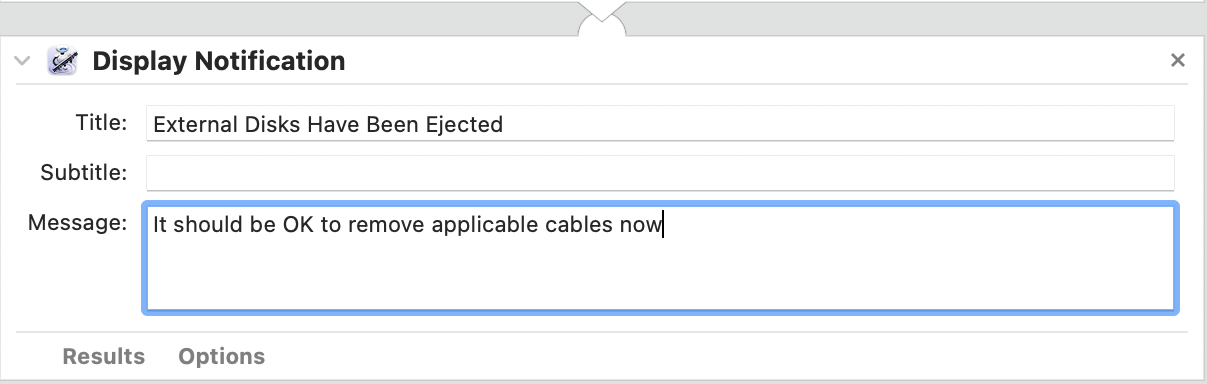 Display Notification
Title: External Disks Have Been Ejected
Subtitle:
Message: It should be OK to remove applicable cables now
Results Options